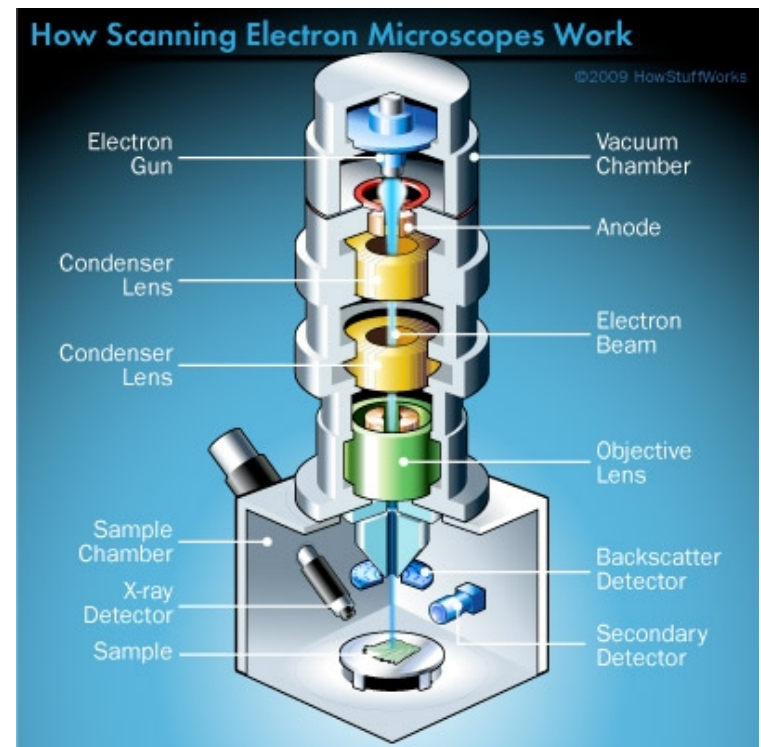 How Scanning Electron Microscopes Work
©2009 HowStuffWorks
Electron
Gun
Vacuum
Chamber
Anode
Condenser
Lens
Electron
Beam
Condenser
Lens
Objective
Lens
Sample
Chamber
Backscatter
Detector
X-ray
Detector
Secondary
Detector
Sample